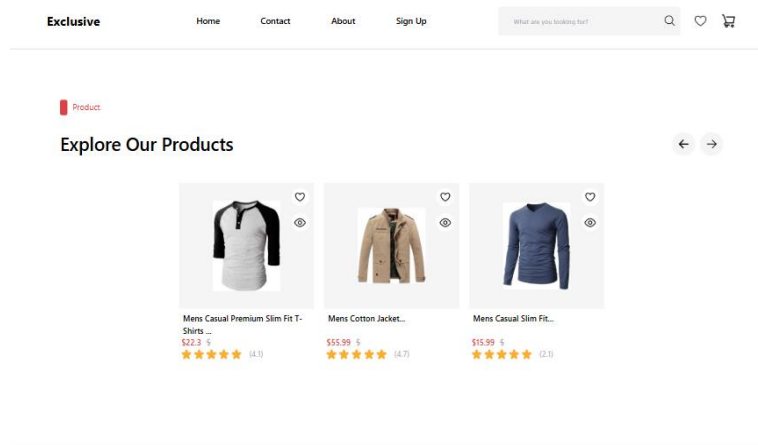 Exclusive
Home
Contact
About
Sign Up
What are you looking for?
Product
Explore Our Products
Mens Casual Premium Slim Fit T-
Shirts ...
$22.3 $
(4.1)
Mens Cotton Jacket...
$55.99 $
(4.7)
Mens Casual Slim Fit...
$15.99 $
(2.1)